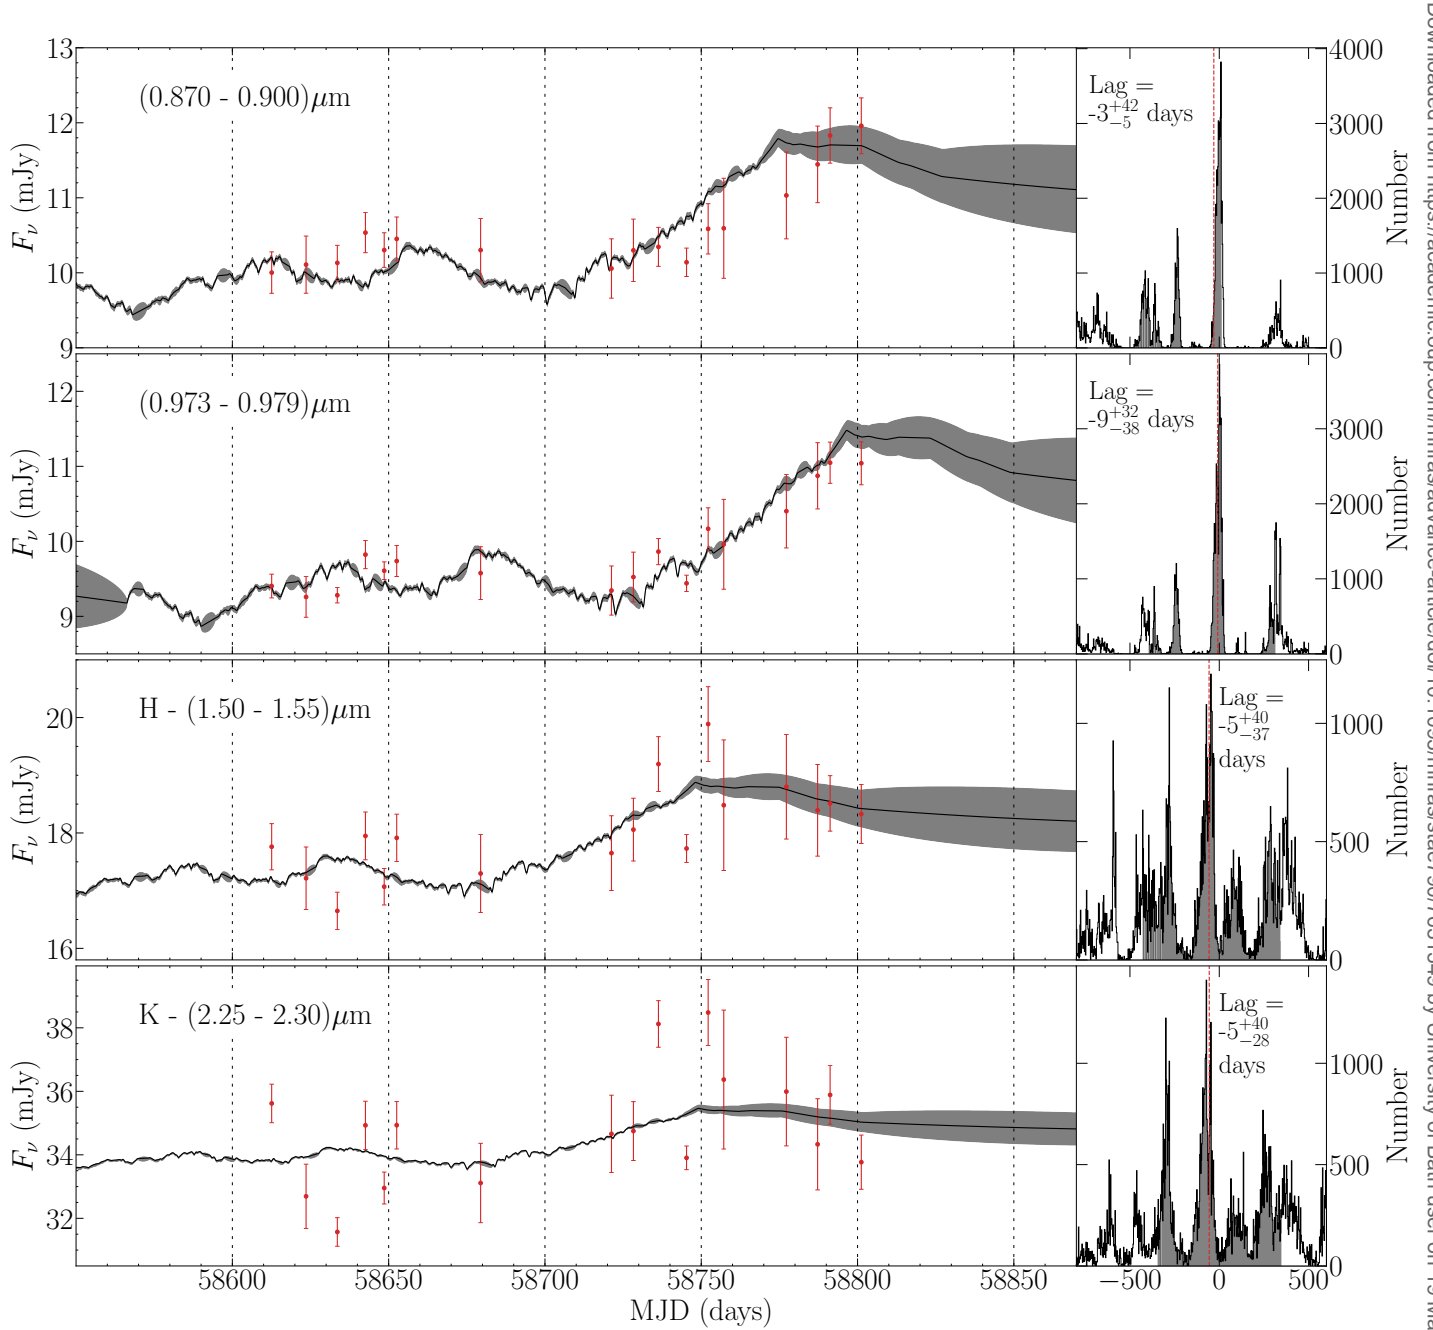 13
12
11
10
9
F_ν (mJy)
(0.870 - 0.900)μm
Lag =
-3^{+42}_{-5} days
4000
3000
2000
1000
0
Number
12
11
10
9
F_ν (mJy)
(0.973 - 0.979)μm
Lag =
-9^{+32}_{-38} days
3000
2000
1000
0
Number
20
18
16
F_ν (mJy)
H - (1.50 - 1.55)μm
Lag =
-5^{+40}_{-37}
days
1000
500
0
Number
38
36
34
32
F_ν (mJy)
K - (2.25 - 2.30)μm
Lag =
-5^{+40}_{-28}
days
1000
500
0
Number
58600 58650 58700 58750 58800 58850
MJD (days)
−500 0 500